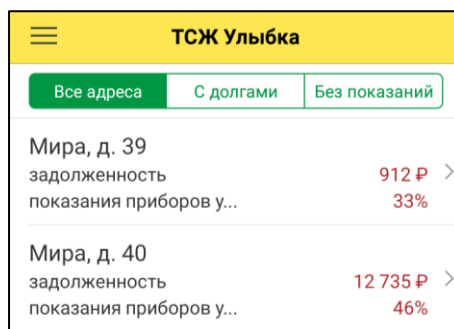 ТСЖ Улыбка
Все адреса С долгами Без показаний
Мира, д. 39
задолженность 912 ₽
показания приборов у... 33%
Мира, д. 40
задолженность 12 735 ₽
показания приборов у... 46%